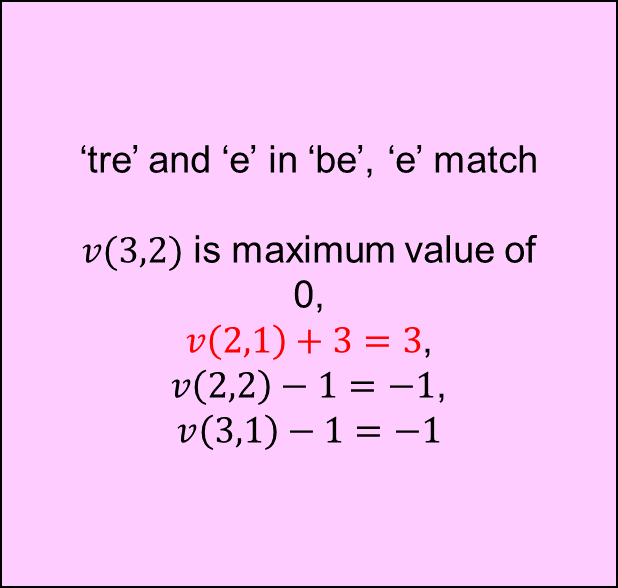 ‘tre’ and ‘e’ in ‘be’, ‘e’ match
𝑣(3,2) is maximum value of
0,
𝑣(2,1) + 3 = 3,
𝑣(2,2) − 1 = −1,
𝑣(3,1) − 1 = −1